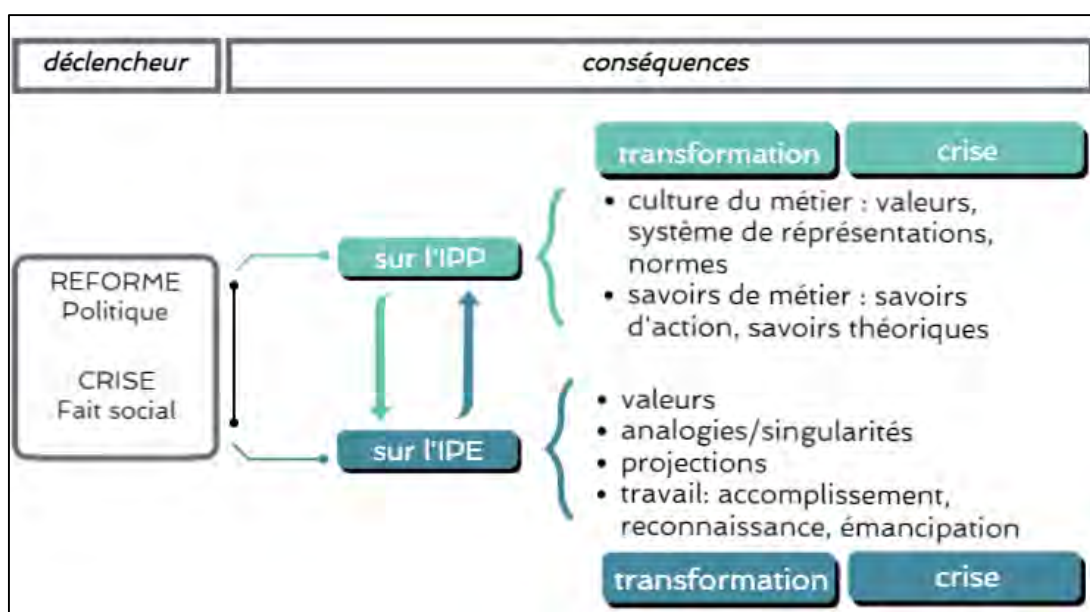 déclencheur
conséquences
transformation
crise
• culture du métier : valeurs,
système de réprésentations,
normes
• savoirs de métier : savoirs
d'action, savoirs théoriques
sur l'IPP
REFORME
Politique
CRISE
Fait social
sur l'IPE
• valeurs
• analogies/singularités
• projections
• travail: accomplissement,
reconnaissance, émancipation
transformation
crise